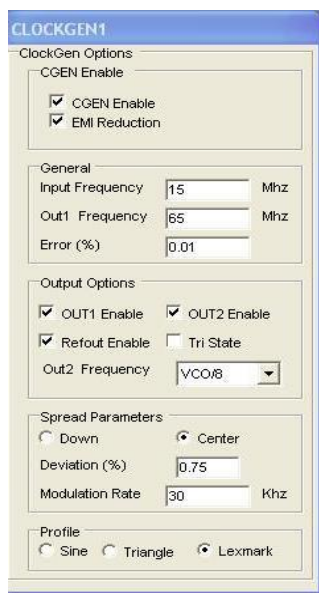 CLOCKGEN1
ClockGen Options
CGEN Enable
CGEN Enable
EMI Reduction
General
Input Frequency 15 Mhz
Out1 Frequency 65 Mhz
Error (%) 0.01
Output Options
OUT1 Enable OUT2 Enable
Refout Enable Tri State
Out2 Frequency VCO/8
Spread Parameters
Down Center
Deviation (%) 0.75
Modulation Rate 30 Khz
Profile
Sine Triangle Lexmark